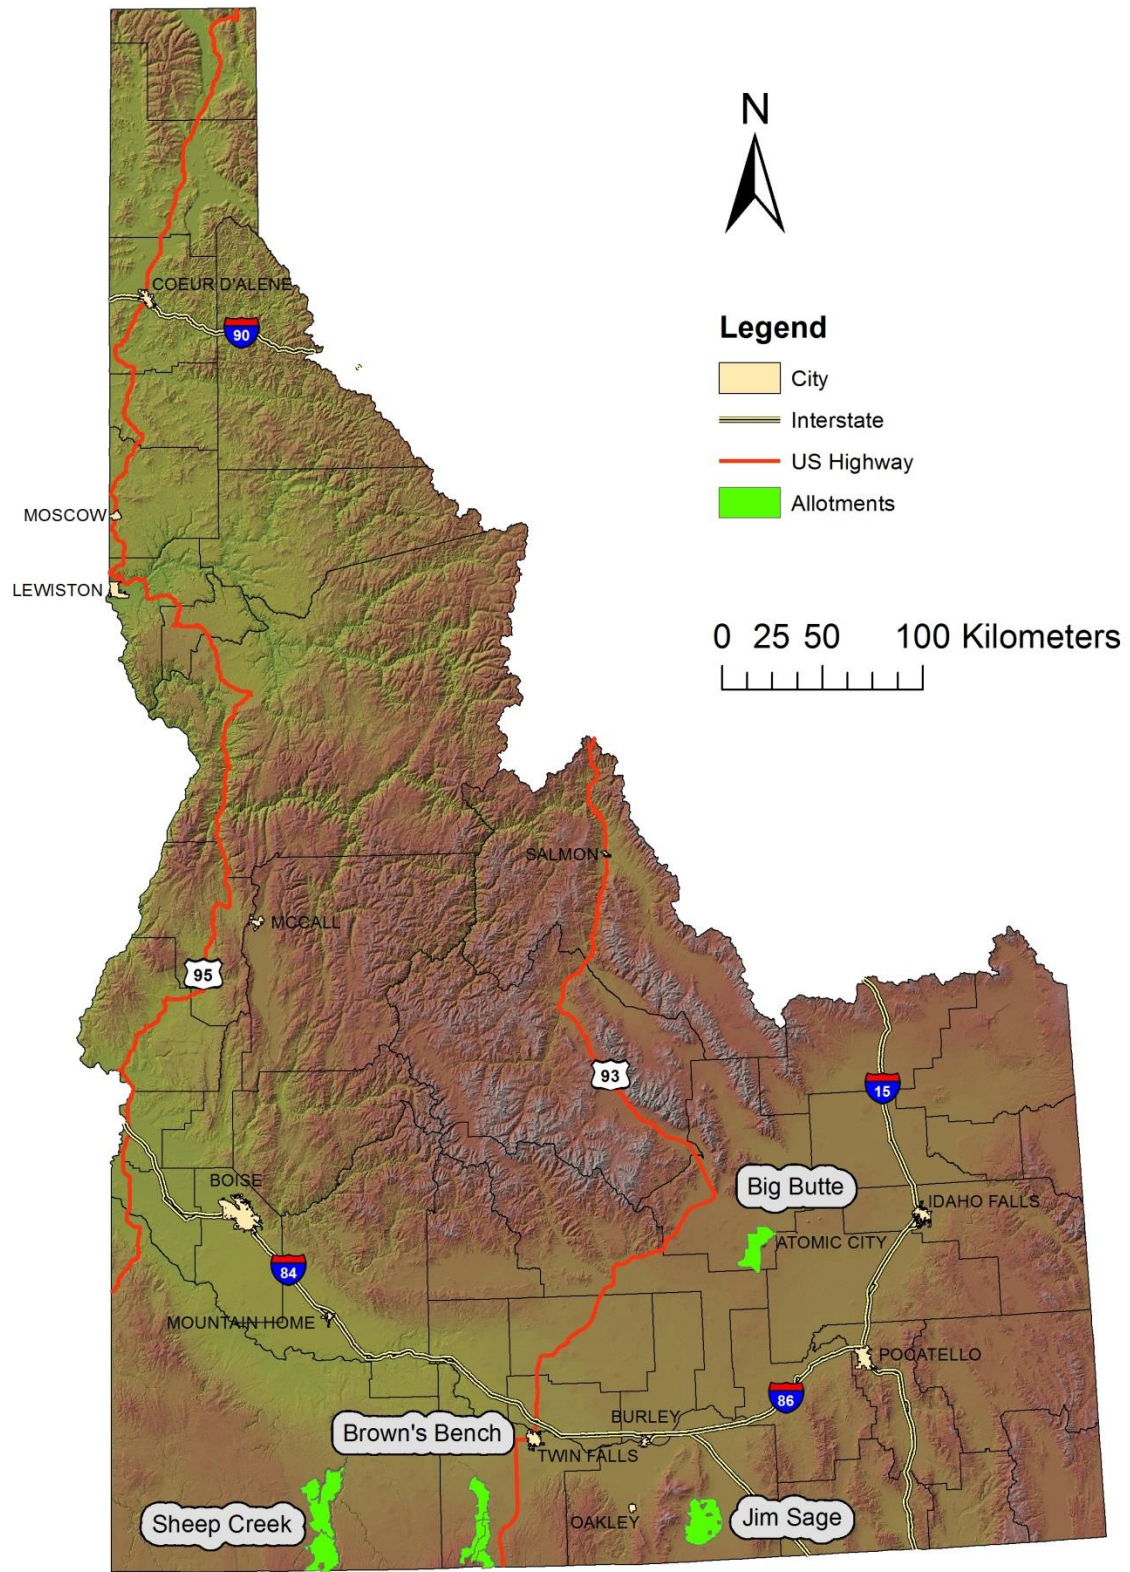 N
COEUR D'ALENE
90
Legend
City
Interstate
US Highway
Allotments
MOSCOW
LEWISTON
0 25 50 100 Kilometers
SALMON
MCCALL
95
93
15
BOISE
Big Butte
IDAHO FALLS
ATOMIC CITY
84
MOUNTAIN HOME
POCATELLO
86
BURLEY
Brown's Bench
TWIN FALLS
Sheep Creek
OAKLEY
Jim Sage